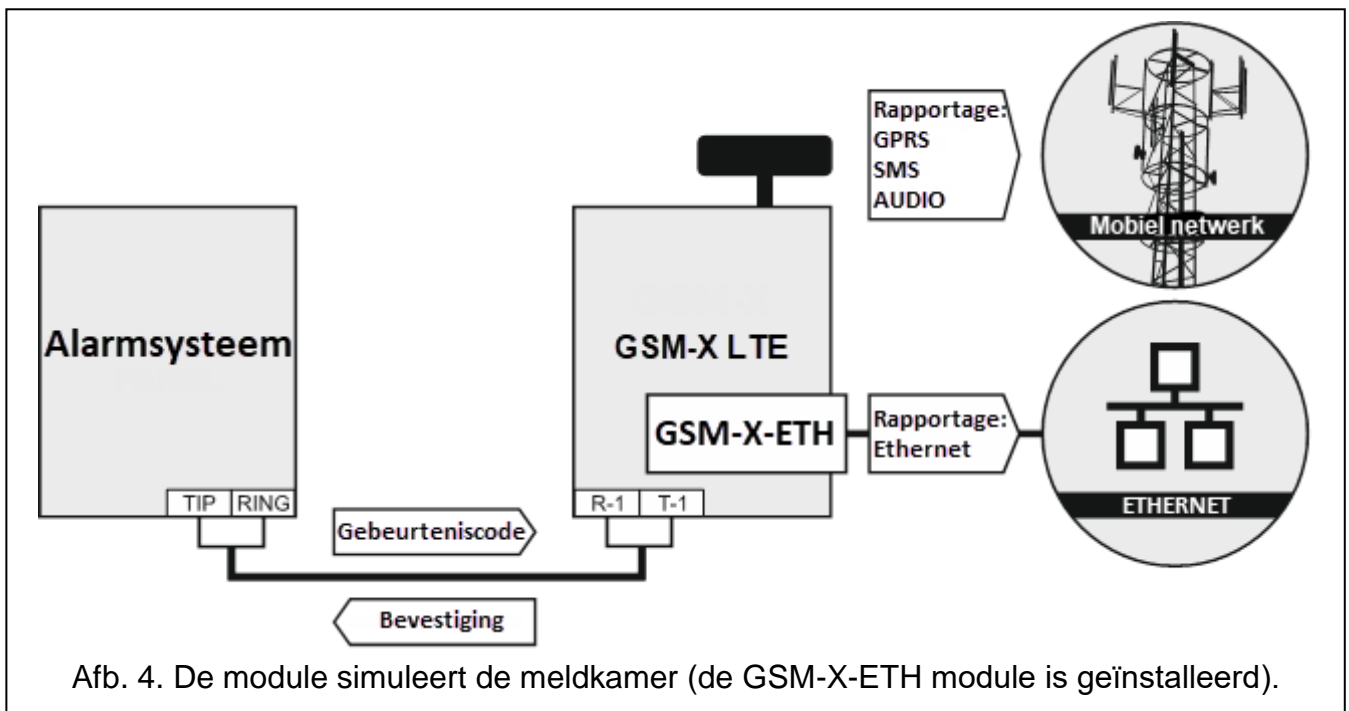 Rapportage:
GPRS
SMS
AUDIO
Mobiel netwerk
Alarmsysteem
GSM-X LTE
GSM-X-ETH
Rapportage:
Ethernet
TIP RING
R-1 T-1
ETHERNET
Gebeurteniscode
Bevestiging
Afb. 4. De module simuleert de meldkamer (de GSM-X-ETH module is geïnstalleerd).